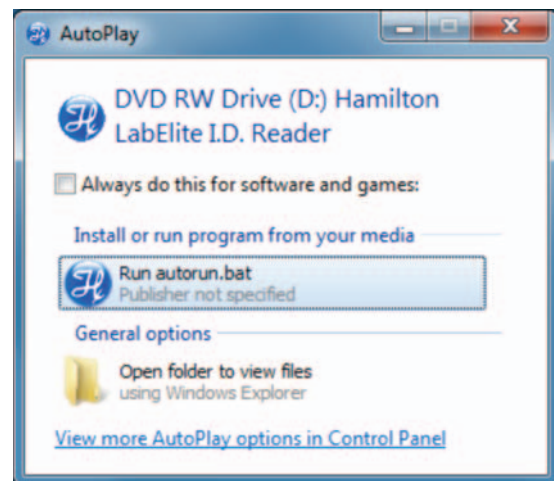 AutoPlay
DVD RW Drive (D:) Hamilton
LabElite I.D. Reader
Always do this for software and games:
Install or run program from your media
Run autorun.bat
Publisher not specified
General options
Open folder to view files
using Windows Explorer
View more AutoPlay options in Control Panel